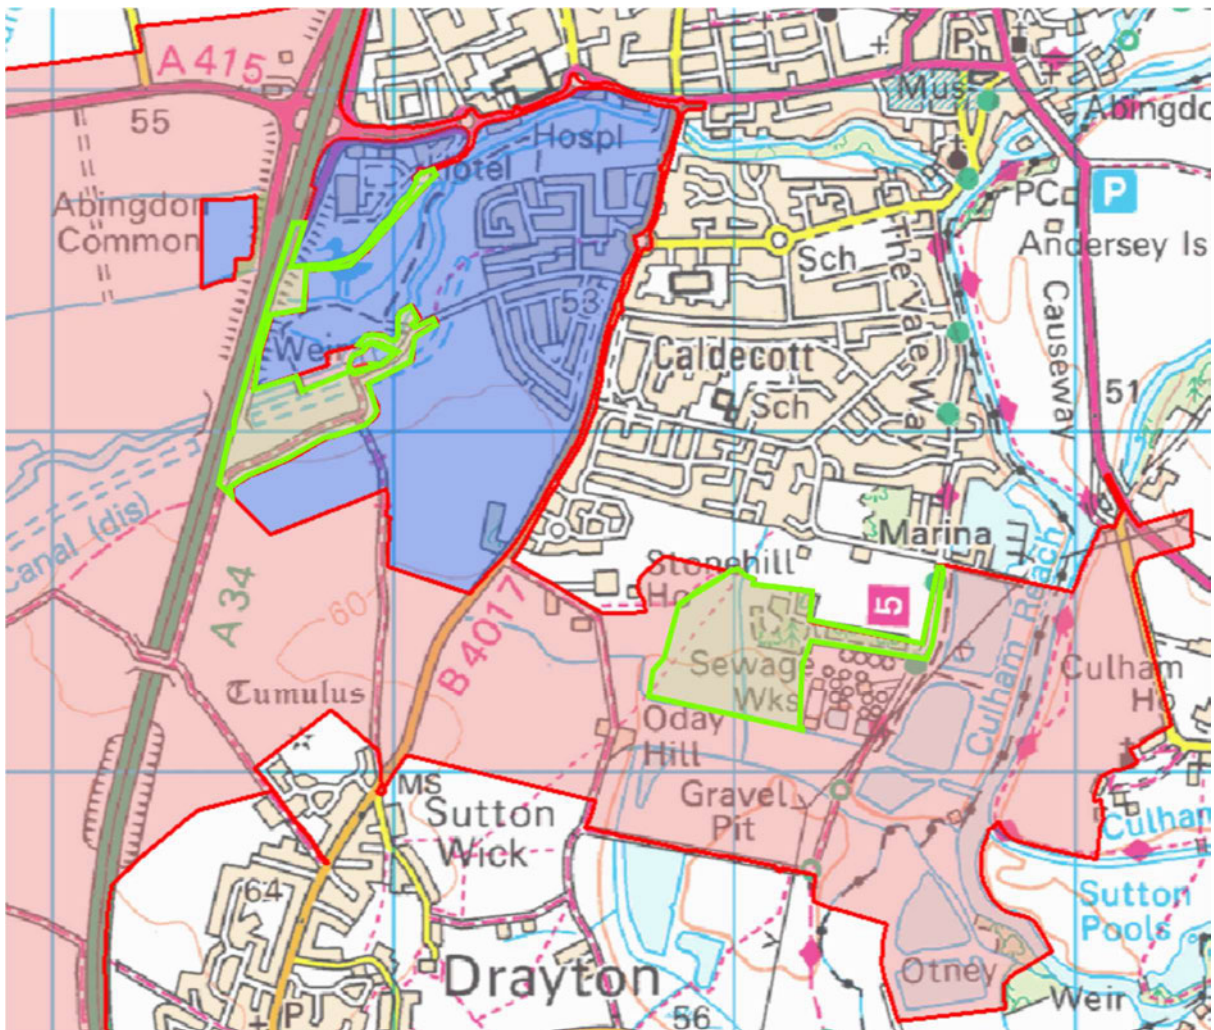 A 415
55
Hospl
Hotel
Mus
P
Abingdo
Abingdon
Common
PC
P
Andersey Is
Sch
The Vale Way
Causeway
53
Weir
Caldecott
Sch
51
Canal (dis)
A 34
Marina
Stonehill
Ho
5
Culham Reach
60
B 4017
Sewage
Wks
Culham
Ho
Tumulus
Oday
Hill
MS
Gravel
Pit
Sutton
Wick
Culham
64
Sutton
Pools
Drayton
Otney
Weir
P
56